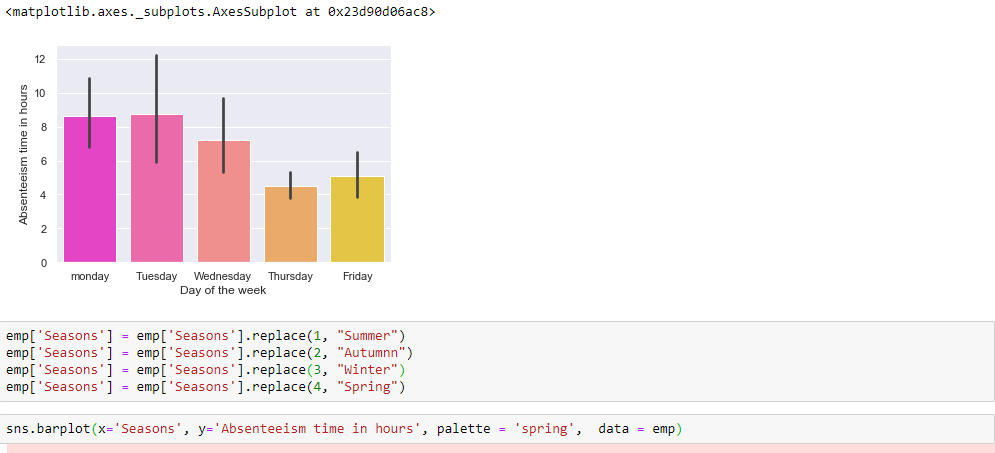 <matplotlib.axes._subplots.AxesSubplot at 0x23d90d06ac8>
12
10
8
6
4
2
0
Absenteeism time in hours
monday Tuesday Wednesday Thursday Friday
Day of the week
emp['Seasons'] = emp['Seasons'].replace(1, "Summer")
emp['Seasons'] = emp['Seasons'].replace(2, "Autumnn")
emp['Seasons'] = emp['Seasons'].replace(3, "Winter")
emp['Seasons'] = emp['Seasons'].replace(4, "Spring")
sns.barplot(x='Seasons', y='Absenteeism time in hours', palette = 'spring',  data = emp)